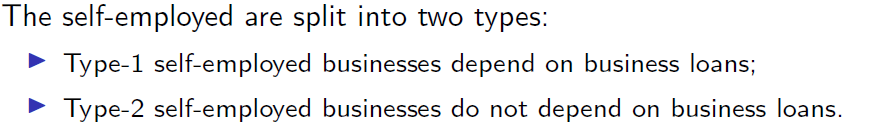 The self-employed are split into two types:
Type-1 self-employed businesses depend on business loans;
Type-2 self-employed businesses do not depend on business loans.